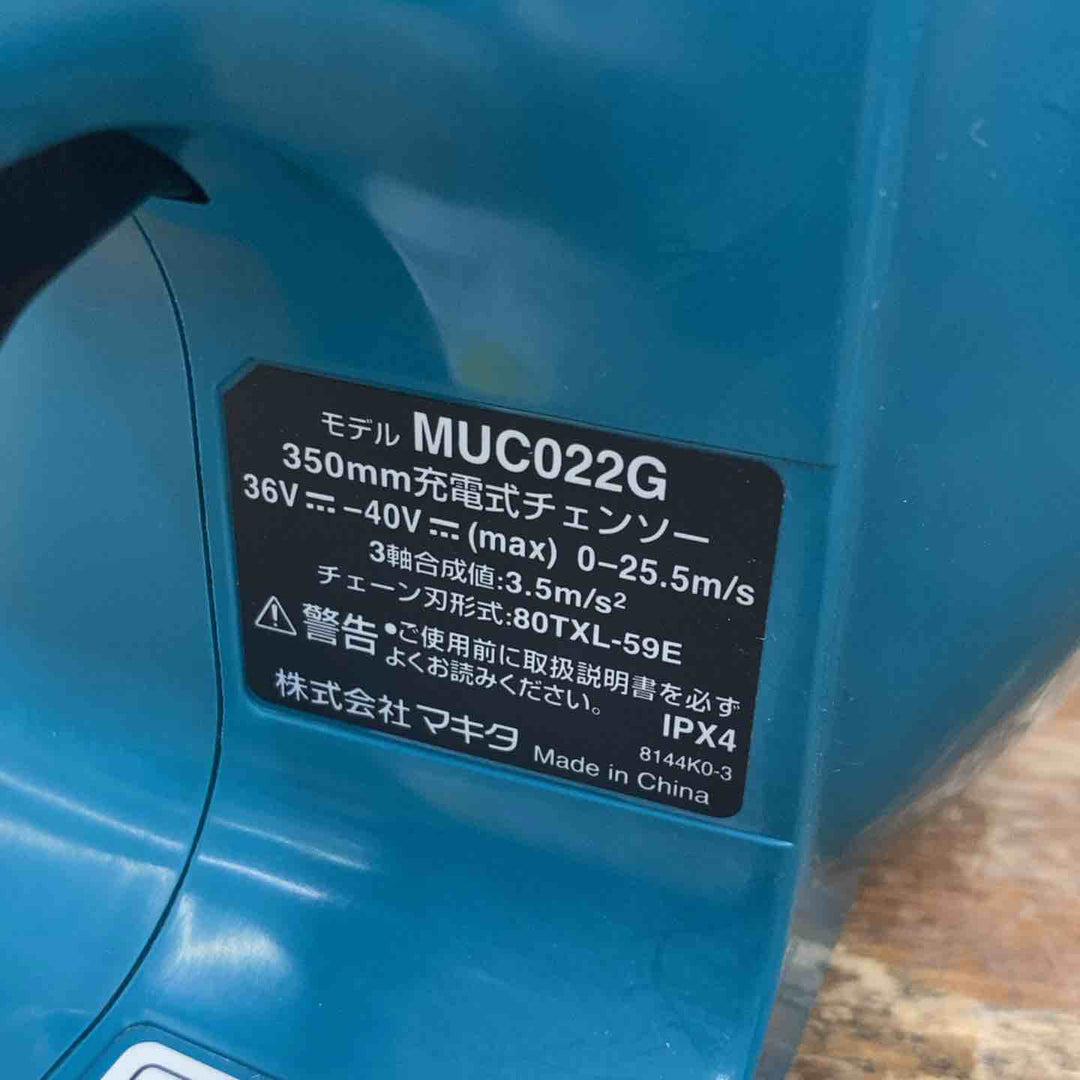 モデル MUC022G
350mm充電式チェンソー
36V⎓-40V⎓(max) 0-25.5m/s
3軸合成値:3.5m/s²
チェーン刃形式:80TXL-59E
⚠警告 •ご使用前に取扱説明書を必ず
よくお読みください。
IPX4
株式会社マキタ Made in China 8144K0-3